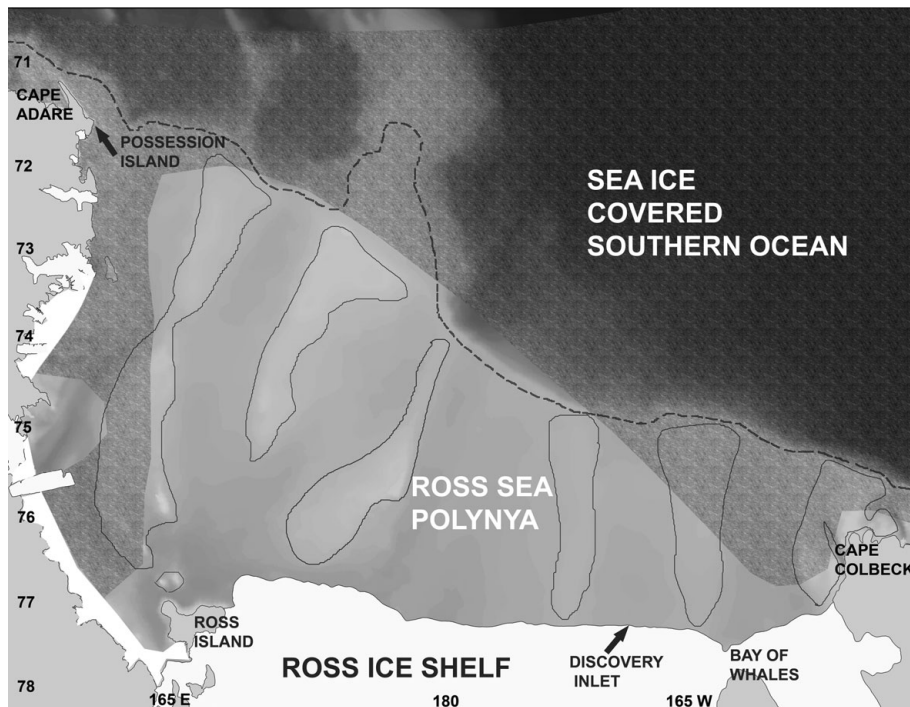 71
CAPE
ADARE
POSSESSION
ISLAND
72
SEA ICE
COVERED
SOUTHERN OCEAN
73
74
75
ROSS SEA
POLYNYA
76
CAPE
COLBECK
77
ROSS
ISLAND
ROSS ICE SHELF
DISCOVERY
INLET
BAY OF
WHALES
78
165 E
180
165 W